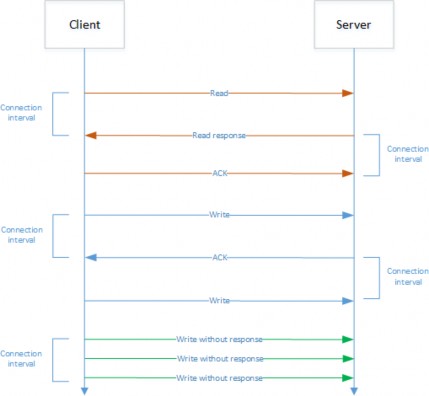 Client
Server
Read
Connection
interval
Read response
Connection
interval
ACK
Write
Connection
interval
ACK
Connection
interval
Write
Write without response
Connection
interval
Write without response
Write without response